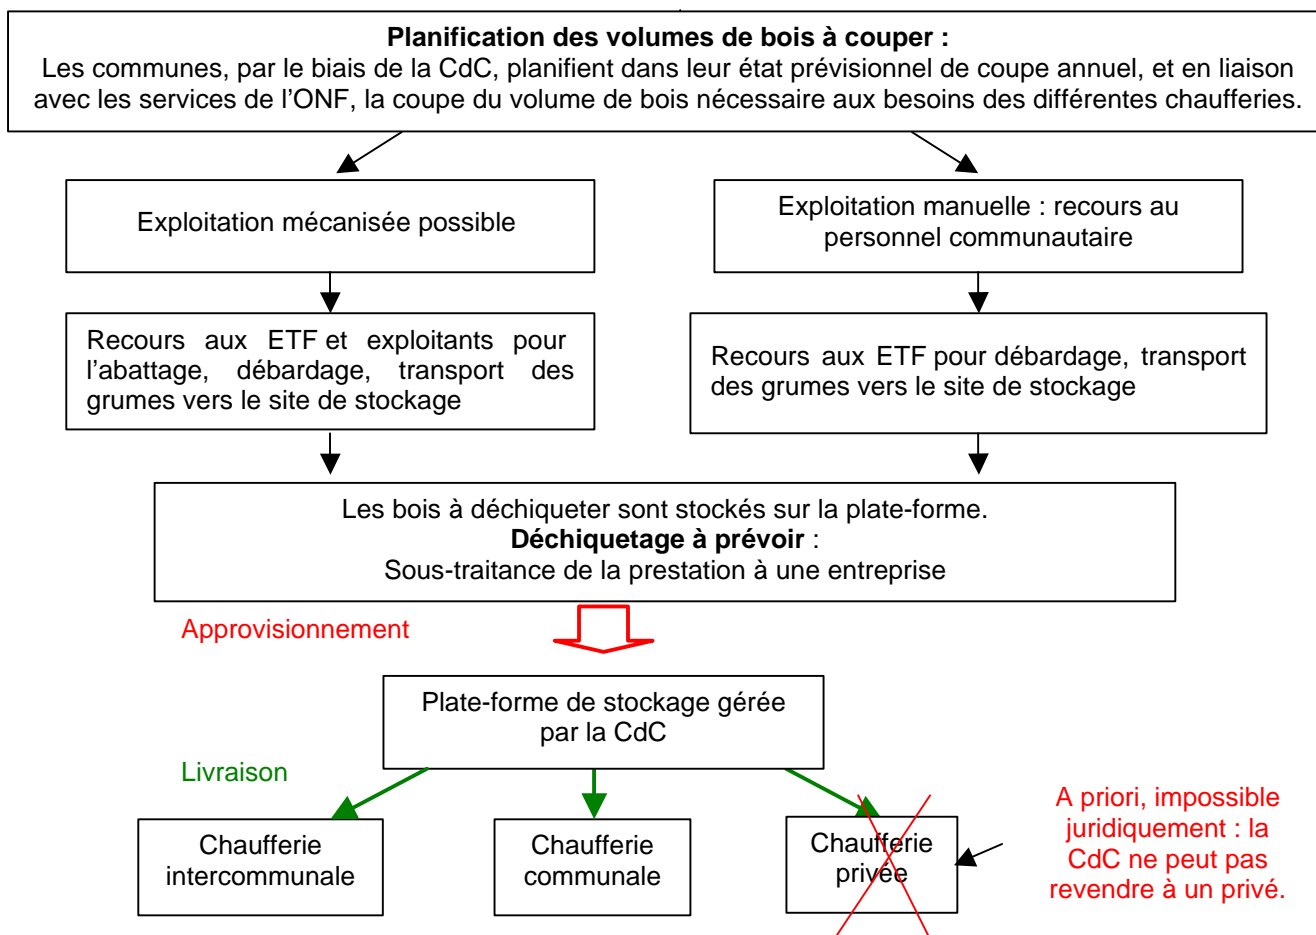 Planification des volumes de bois à couper :
Les communes, par le biais de la CdC, planifient dans leur état prévisionnel de coupe annuel, et en liaison
avec les services de l'ONF, la coupe du volume de bois nécessaire aux besoins des différentes chaufferies.
Exploitation mécanisée possible
Exploitation manuelle : recours au
personnel communautaire
Recours aux ETF et exploitants pour
l'abattage, débardage, transport des
grumes vers le site de stockage
Recours aux ETF pour débardage, transport
des grumes vers le site de stockage
Les bois à déchiqueter sont stockés sur la plate-forme.
Déchiquetage à prévoir :
Sous-traitance de la prestation à une entreprise
Approvisionnement
Plate-forme de stockage gérée
par la CdC
Livraison
Chaufferie
intercommunale
Chaufferie
communale
Chaufferie
privée
A priori, impossible
juridiquement : la
CdC ne peut pas
revendre à un privé.